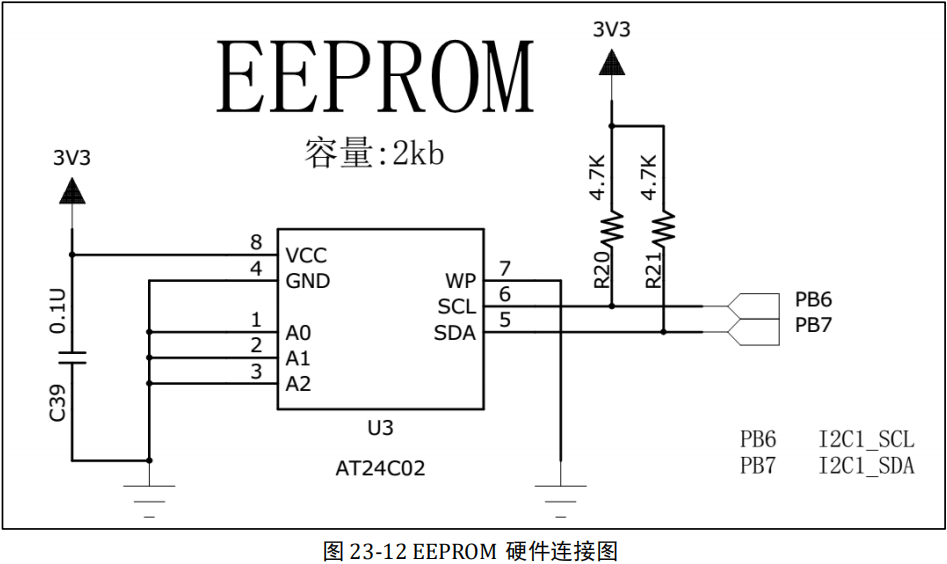 EEPROM
容量:2kb
3V3
3V3
4.7K
4.7K
R20
R21
0.1U
C39
8 VCC
4 GND
1 A0
2 A1
3 A2
WP 7
SCL 6
SDA 5
PB6
PB7
U3
AT24C02
PB6 I2C1_SCL
PB7 I2C1_SDA
图 23-12 EEPROM 硬件连接图